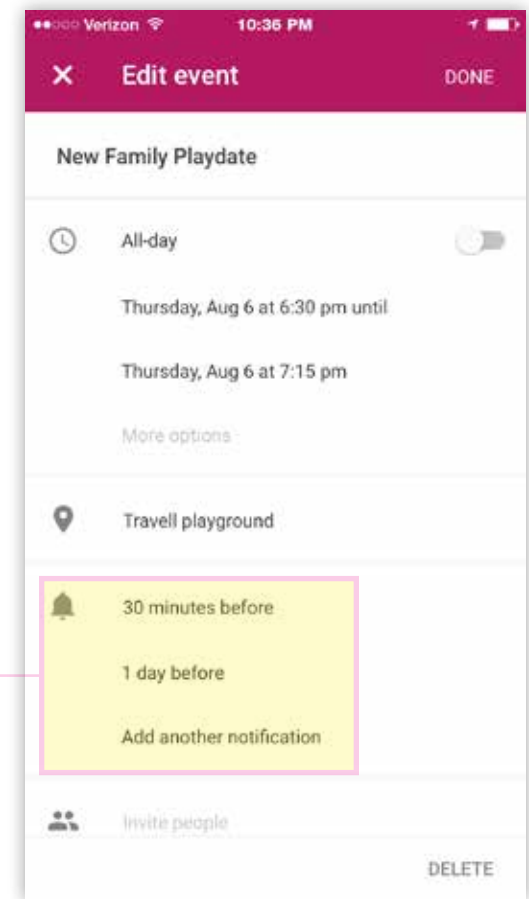 Verizon 10:36 PM
Edit event DONE
New Family Playdate
All-day
Thursday, Aug 6 at 6:30 pm until
Thursday, Aug 6 at 7:15 pm
More options
Travell playground
30 minutes before
1 day before
Add another notification
Invite people
DELETE